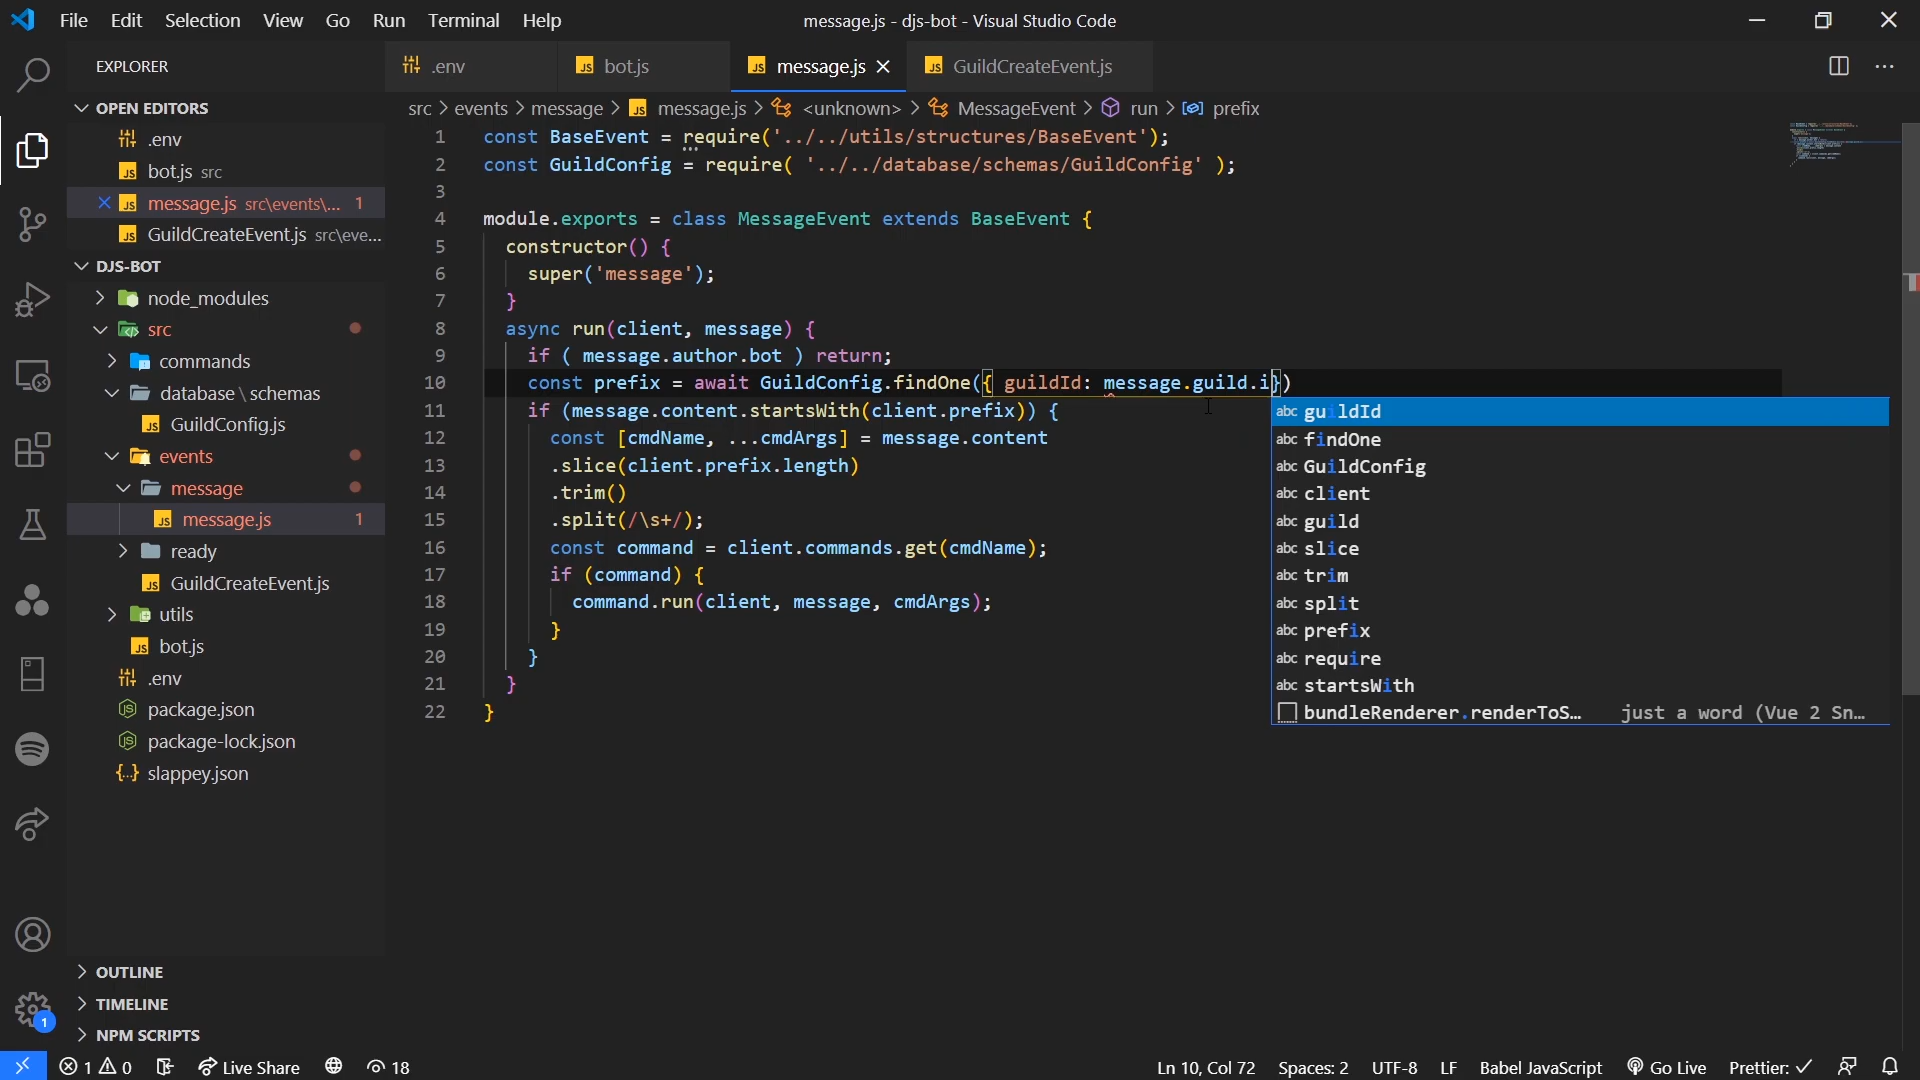 File Edit Selection View Go Run Terminal Help
message.js - djs-bot - Visual Studio Code
EXPLORER
.env
bot.js
message.js
GuildCreateEvent.js
OPEN EDITORS
.env
bot.js src
message.js src\events\... 1
GuildCreateEvent.js src\eve...
DJS-BOT
node_modules
src
commands
database\schemas
GuildConfig.js
events
message
message.js 1
ready
GuildCreateEvent.js
utils
bot.js
.env
package.json
package-lock.json
slappey.json
OUTLINE
TIMELINE
NPM SCRIPTS
src > events > message > message.js > <unknown> > MessageEvent > run > prefix
1 const BaseEvent = require('../../utils/structures/BaseEvent');
2 const GuildConfig = require( '../../database/schemas/GuildConfig' );
3
4 module.exports = class MessageEvent extends BaseEvent {
5 constructor() {
6 super('message');
7 }
8 async run(client, message) {
9 if ( message.author.bot ) return;
10 const prefix = await GuildConfig.findOne({ guildId: message.guild.i})
11 if (message.content.startsWith(client.prefix)) {
12 const [cmdName, ...cmdArgs] = message.content
13 .slice(client.prefix.length)
14 .trim()
15 .split(/\s+/);
16 const command = client.commands.get(cmdName);
17 if (command) {
18 command.run(client, message, cmdArgs);
19 }
20 }
21 }
22 }
abc guildId
abc findOne
abc GuildConfig
abc client
abc guild
abc slice
abc trim
abc split
abc prefix
abc require
abc startsWith
bundleRenderer.renderToS... just a word (Vue 2 Sn...
1
1 0 Live Share 18
Ln 10, Col 72 Spaces: 2 UTF-8 LF Babel JavaScript Go Live Prettier: ✓